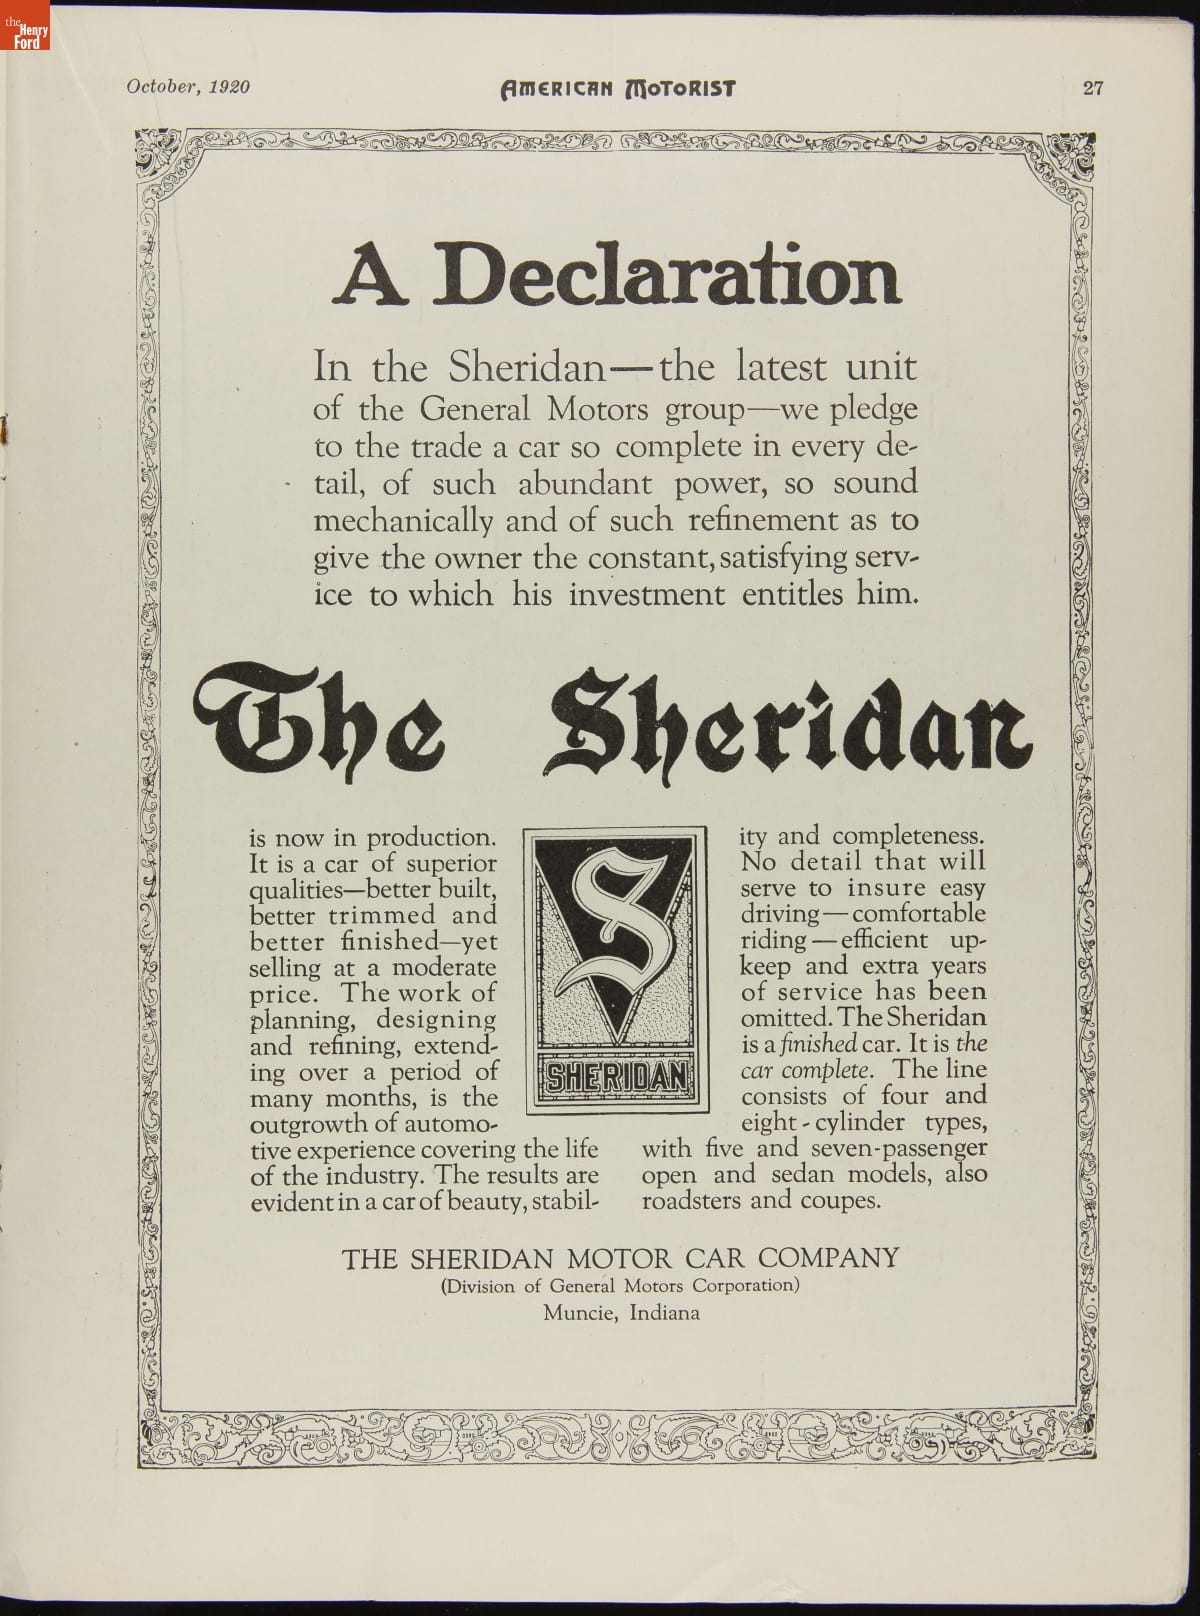 the
Henry
Ford
October, 1920 AMERICAN MOTORIST 27
A Declaration
In the Sheridan—the latest unit
of the General Motors group—we pledge
to the trade a car so complete in every de-
tail, of such abundant power, so sound
mechanically and of such refinement as to
give the owner the constant, satisfying serv-
ice to which his investment entitles him.
The Sheridan
is now in production.
It is a car of superior
qualities—better built,
better trimmed and
better finished—yet
selling at a moderate
price. The work of
planning, designing
and refining, extend-
ing over a period of
many months, is the
outgrowth of automo-
tive experience covering the life
of the industry. The results are
evident in a car of beauty, stabil-
S
SHERIDAN
ity and completeness.
No detail that will
serve to insure easy
driving—comfortable
riding—efficient up-
keep and extra years
of service has been
omitted. The Sheridan
is a finished car. It is the
car complete. The line
consists of four and
eight-cylinder types,
with five and seven-passenger
open and sedan models, also
roadsters and coupes.
THE SHERIDAN MOTOR CAR COMPANY
(Division of General Motors Corporation)
Muncie, Indiana